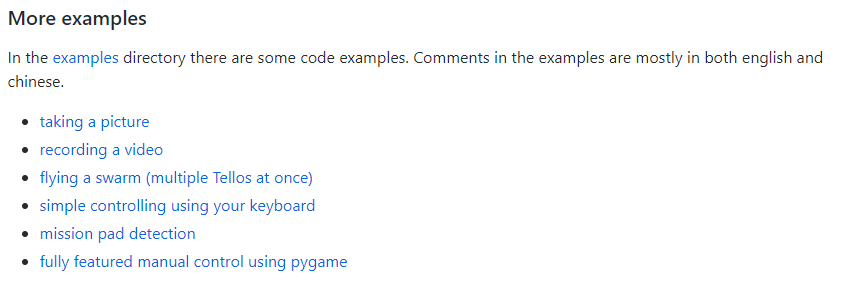 More examples
In the examples directory there are some code examples. Comments in the examples are mostly in both english and
chinese.
taking a picture
recording a video
flying a swarm (multiple Tellos at once)
simple controlling using your keyboard
mission pad detection
fully featured manual control using pygame